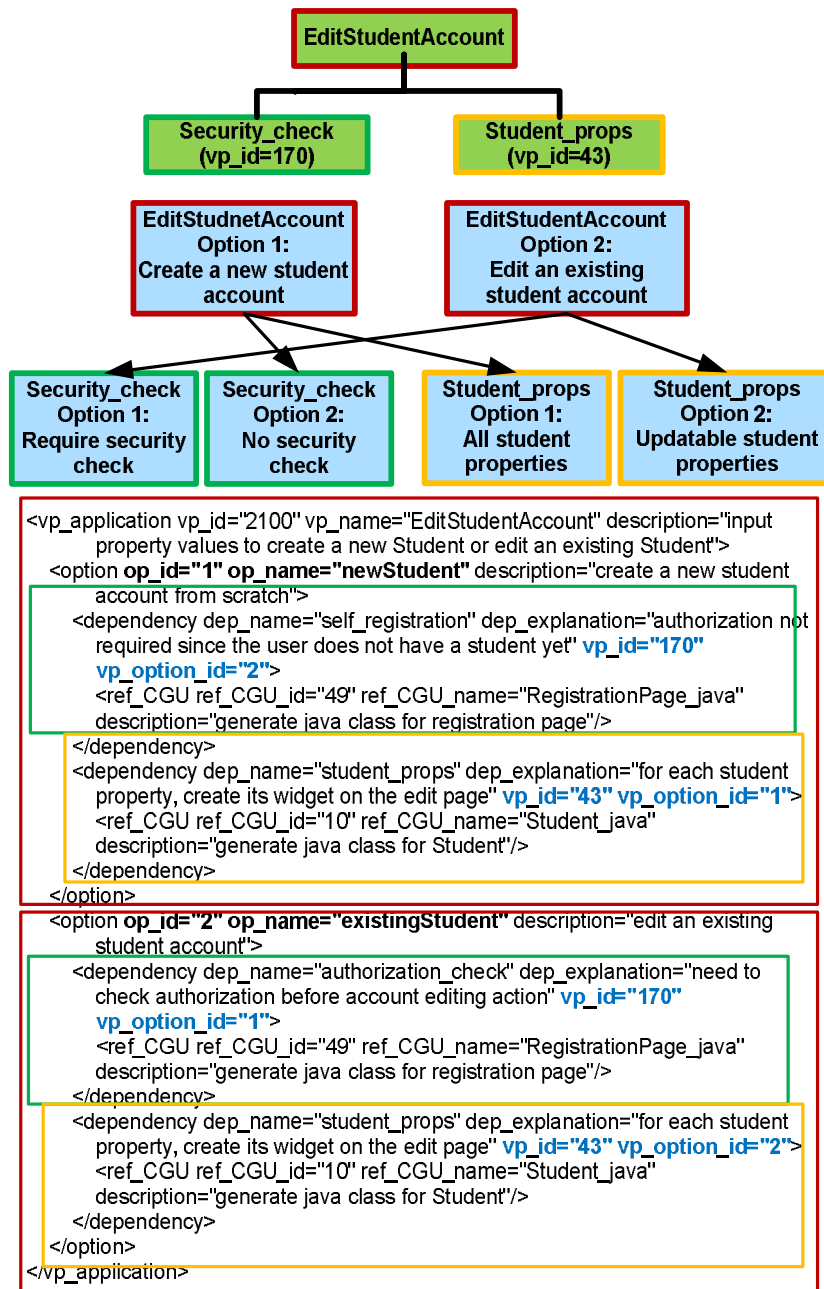 EditStudentAccount
Security_check
(vp_id=170)
Student_props
(vp_id=43)
EditStudnetAccount
Option 1:
Create a new student
account
EditStudentAccount
Option 2:
Edit an existing
student account
Security_check
Option 1:
Require security
check
Security_check
Option 2:
No security
check
Student_props
Option 1:
All student
properties
Student_props
Option 2:
Updatable student
properties
<vp_application vp_id="2100" vp_name="EditStudentAccount" description="input
property values to create a new Student or edit an existing Student">
<option op_id="1" op_name="newStudent" description="create a new student
account from scratch">
<dependency dep_name="self_registration" dep_explanation="authorization not
required since the user does not have a student yet" vp_id="170"
vp_option_id="2">
<ref_CGU ref_CGU_id="49" ref_CGU_name="RegistrationPage_java"
description="generate java class for registration page"/>
</dependency>
<dependency dep_name="student_props" dep_explanation="for each student
property, create its widget on the edit page" vp_id="43" vp_option_id="1">
<ref_CGU ref_CGU_id="10" ref_CGU_name="Student_java"
description="generate java class for Student"/>
</dependency>
</option>
<option op_id="2" op_name="existingStudent" description="edit an existing
student account">
<dependency dep_name="authorization_check" dep_explanation="need to
check authorization before account editing action" vp_id="170"
vp_option_id="1">
<ref_CGU ref_CGU_id="49" ref_CGU_name="RegistrationPage_java"
description="generate java class for registration page"/>
</dependency>
<dependency dep_name="student_props" dep_explanation="for each student
property, create its widget on the edit page" vp_id="43" vp_option_id="2">
<ref_CGU ref_CGU_id="10" ref_CGU_name="Student_java"
description="generate java class for Student"/>
</dependency>
</option>
</vp_application>